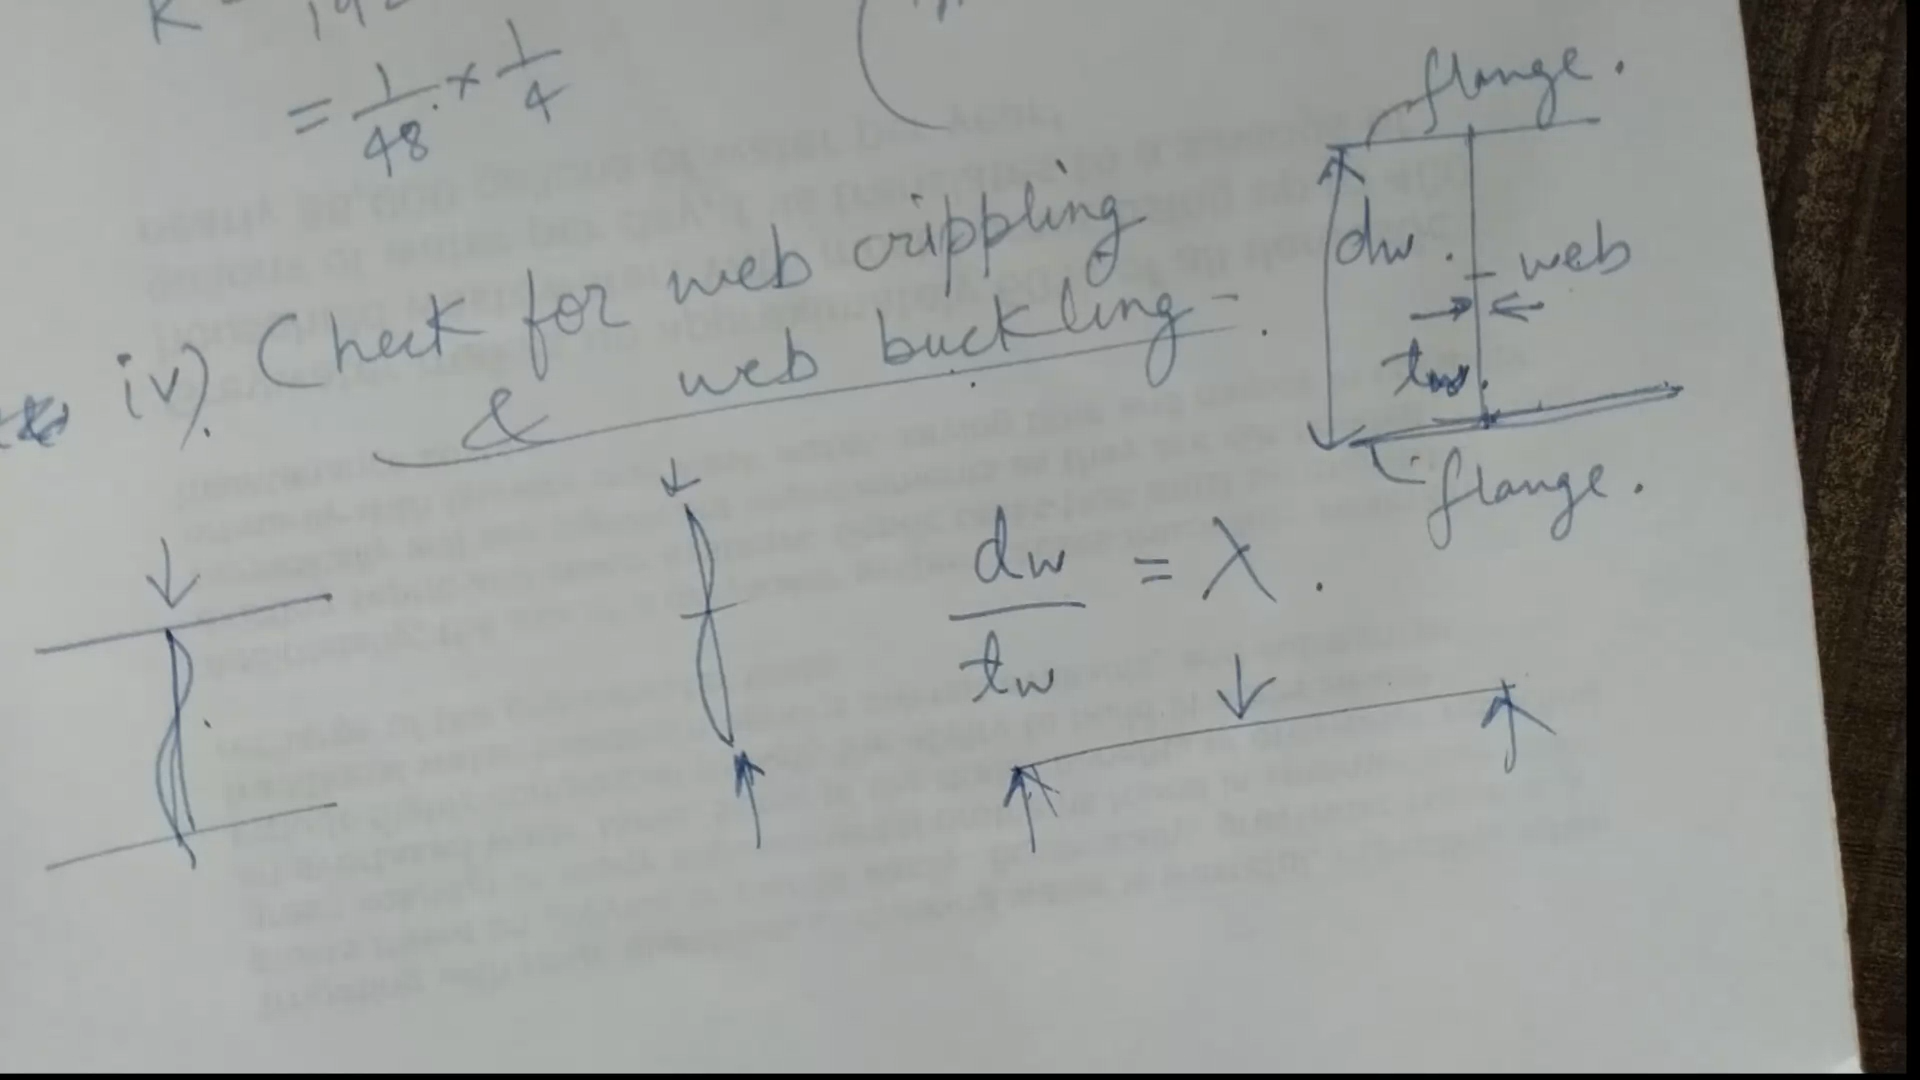 = 1/48 × 1/4
iv). Check for web crippling
& web buckling -.
flange.
dw.
web
tw.
flange.
dw/tw = λ.